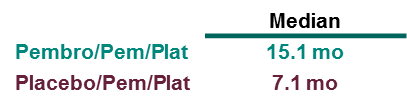 Median
Pembro/Pem/Plat 15.1 mo
Placebo/Pem/Plat 7.1 mo